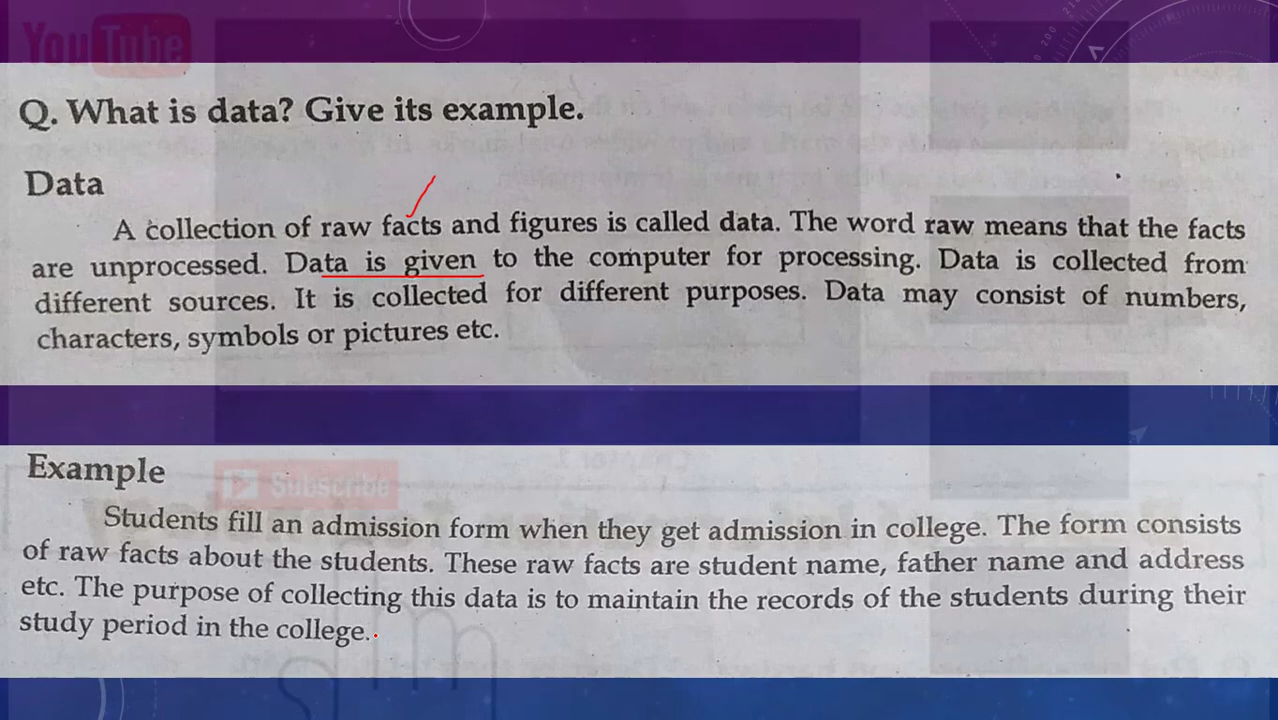 YouTube
Q. What is data? Give its example.
Data
A collection of raw facts and figures is called data. The word raw means that the facts
are unprocessed. Data is given to the computer for processing. Data is collected from
different sources. It is collected for different purposes. Data may consist of numbers,
characters, symbols or pictures etc.
Example
Subscribe
Students fill an admission form when they get admission in college. The form consists
of raw facts about the students. These raw facts are student name, father name and address
etc. The purpose of collecting this data is to maintain the records of the students during their
study period in the college.